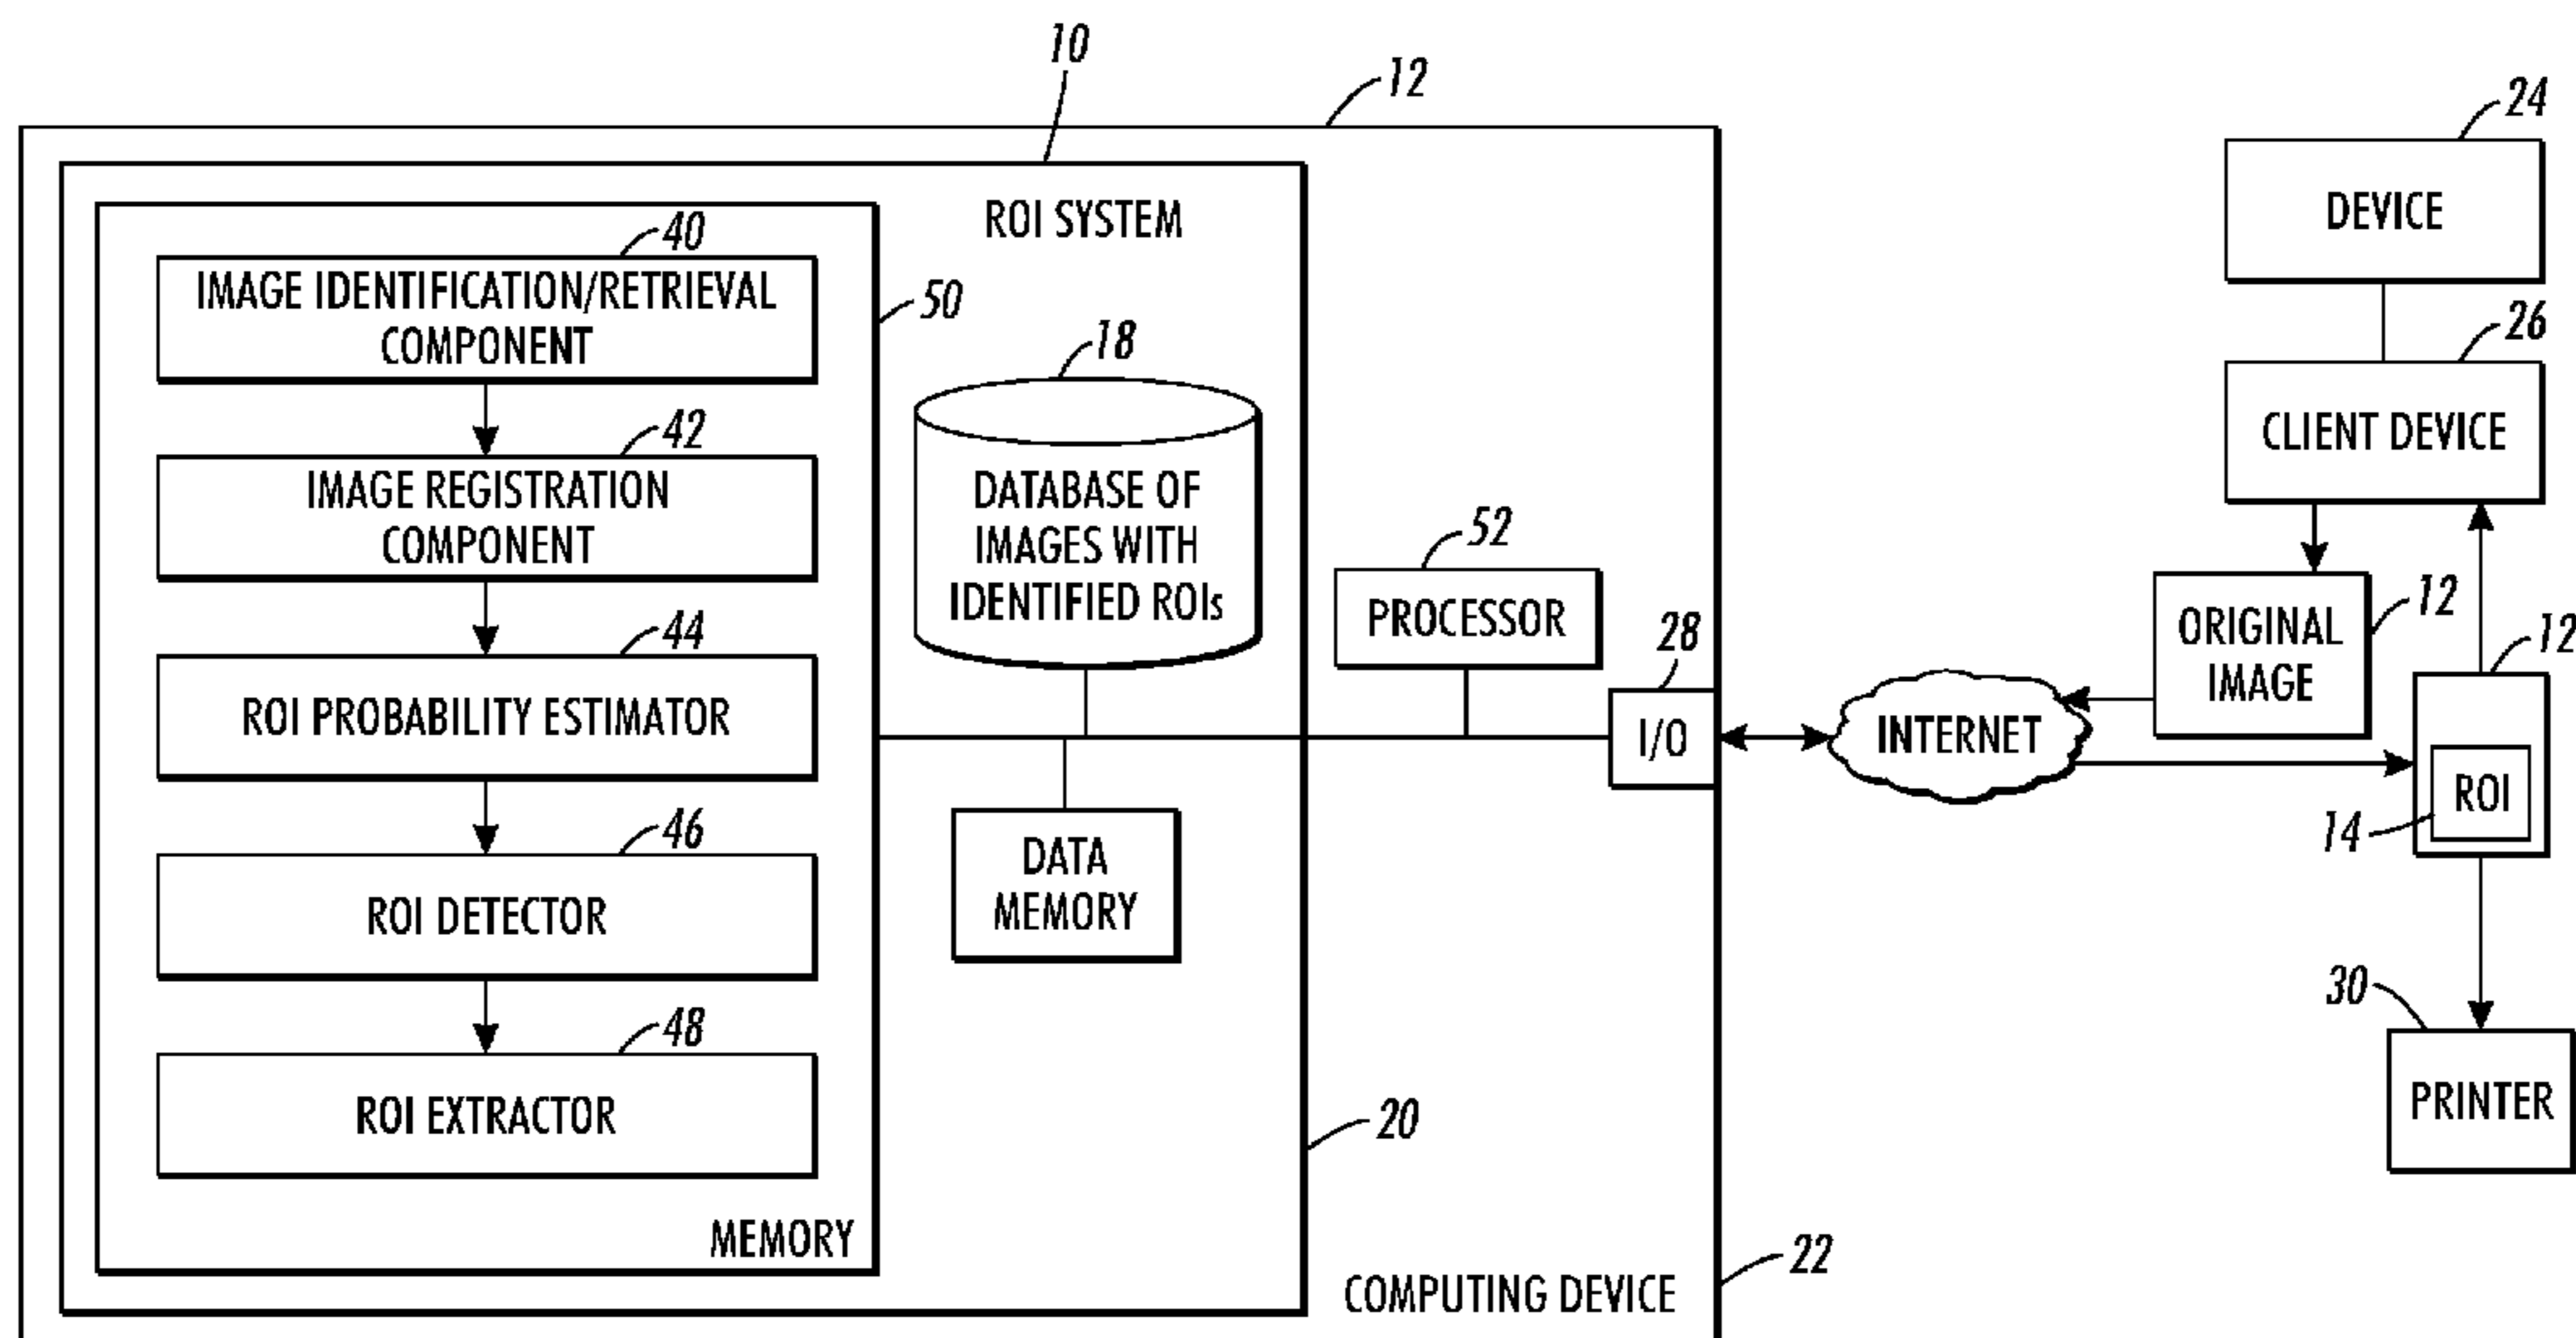 10
12
24
ROI SYSTEM
DEVICE
40
IMAGE IDENTIFICATION/RETRIEVAL
COMPONENT
50
26
18
CLIENT DEVICE
42
IMAGE REGISTRATION
COMPONENT
DATABASE OF
IMAGES WITH
IDENTIFIED ROIs
52
PROCESSOR
28
I/O
INTERNET
ORIGINAL
IMAGE
12
12
ROI
14
44
ROI PROBABILITY ESTIMATOR
46
ROI DETECTOR
DATA
MEMORY
48
ROI EXTRACTOR
30
PRINTER
20
MEMORY
22
COMPUTING DEVICE